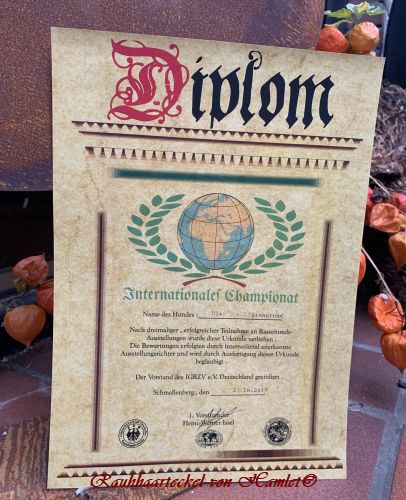 Diplom
Internationales Championat
Name des Hundes :
Nach dreimaliger , erfolgreicher Teilnahme an Rassehunde-
Ausstellungen wurde diese Urkunde verliehen .
Die Bewertungen erfolgten durch international anerkannte
Ausstellungsrichter und wird durch Ausfertigung dieser Urkunde
beglaubigt
Der Vorstand des IGRZV e.V. Deutschland gratuliert
Schmallenberg , den
1. Vorsitzender
Heinz-Werner Issel
Rauhhaarteckel von Hamlet©